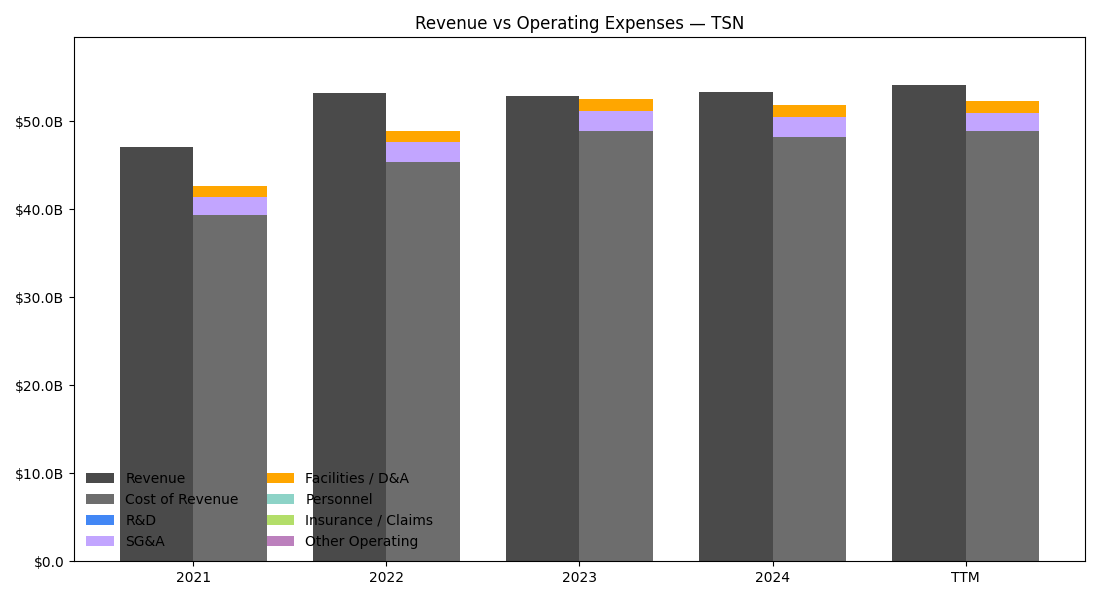 Revenue vs Operating Expenses — TSN
$50.0B
$40.0B
$30.0B
$20.0B
$10.0B
$0.0
Revenue
Cost of Revenue
R&D
SG&A
Facilities / D&A
Personnel
Insurance / Claims
Other Operating
2021
2022
2023
2024
TTM